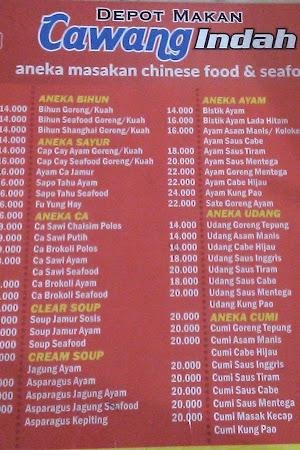 DEPOT MAKAN
Cawang Indah
aneka masakan chinese food & seafo
ANEKA BIHUN
Bihun Goreng/Kuah 14.000
Bihun Seafood Goreng/Kuah 14.000
Bihun Shanghai Goreng/Kuah 16.000
ANEKA SAYUR
Cap Cay Ayam Goreng/Kuah 18.000
Cap Cay Seafood Goreng/Kuah 20.000
Ayam Ca Jamur 22.000
Sapo Tahu Ayam 22.000
Sapo Tahu Seafood 24.000
Fu Yung Hay 22.000
ANEKA CA
Ca Sawi Chaisim Polos 14.000
Ca Sawi Putih 14.000
Ca Brokoli Polos 14.000
Ca Sawi Ayam 18.000
Ca Sawi Seafood 20.000
Ca Brokoli Ayam 18.000
Ca Brokoli Seafood 20.000
CLEAR SOUP
Soup Jamur Sosis 20.000
Soup Jamur Ayam 20.000
Soup Seafood 20.000
CREAM SOUP
Jagung Ayam 20.000
Asparagus Ayam 20.000
Asparagus Jagung Ayam 20.000
Asparagus Jagung Seafood 20.000
Asparagus Kepiting 20.000
ANEKA AYAM
Bistik Ayam
Bistik Ayam Lada Hitam
Ayam Asam Manis/ Kuloke
Ayam Saus Cabe
Ayam Saus Tiram
Ayam Saus Mentega
Ayam Goreng Mentega
Ayam Cabe Hijau
Ayam Kung Pao
Sate Goreng Ayam
ANEKA UDANG
Udang Goreng Tepung
Udang Asam Manis
Udang Cabe Hijau
Udang Saus Inggris
Udang Saus Tiram
Udang Saus Cabe
Udang Saus Mentega
Udang Kung Pao
ANEKA CUMI
Cumi Goreng Tepung
Cumi Asam Manis
Cumi Cabe Hijau
Cumi Saus Inggris
Cumi Saus Tiram
Cumi Saus Cabe
Cumi Saus Mentega
Cumi Masak Kecap
Cumi Kung Pao